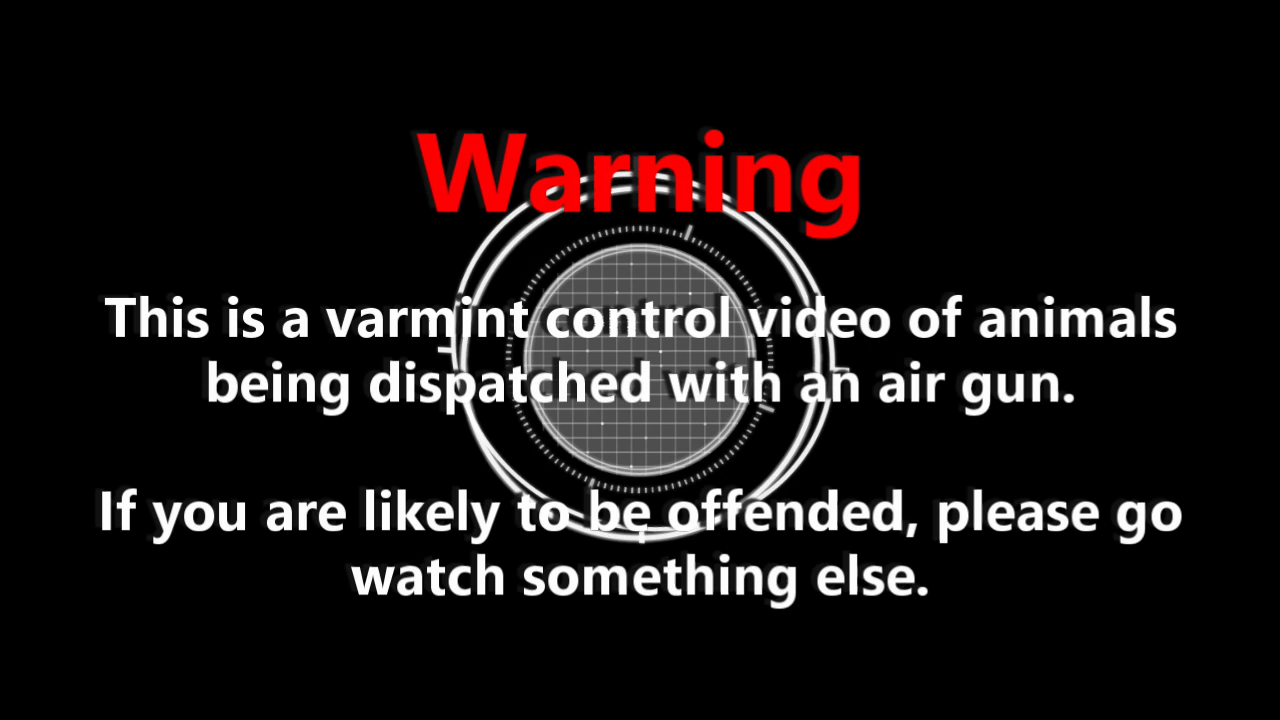 Warning
This is a varmint control video of animals
being dispatched with an air gun.
If you are likely to be offended, please go
watch something else.